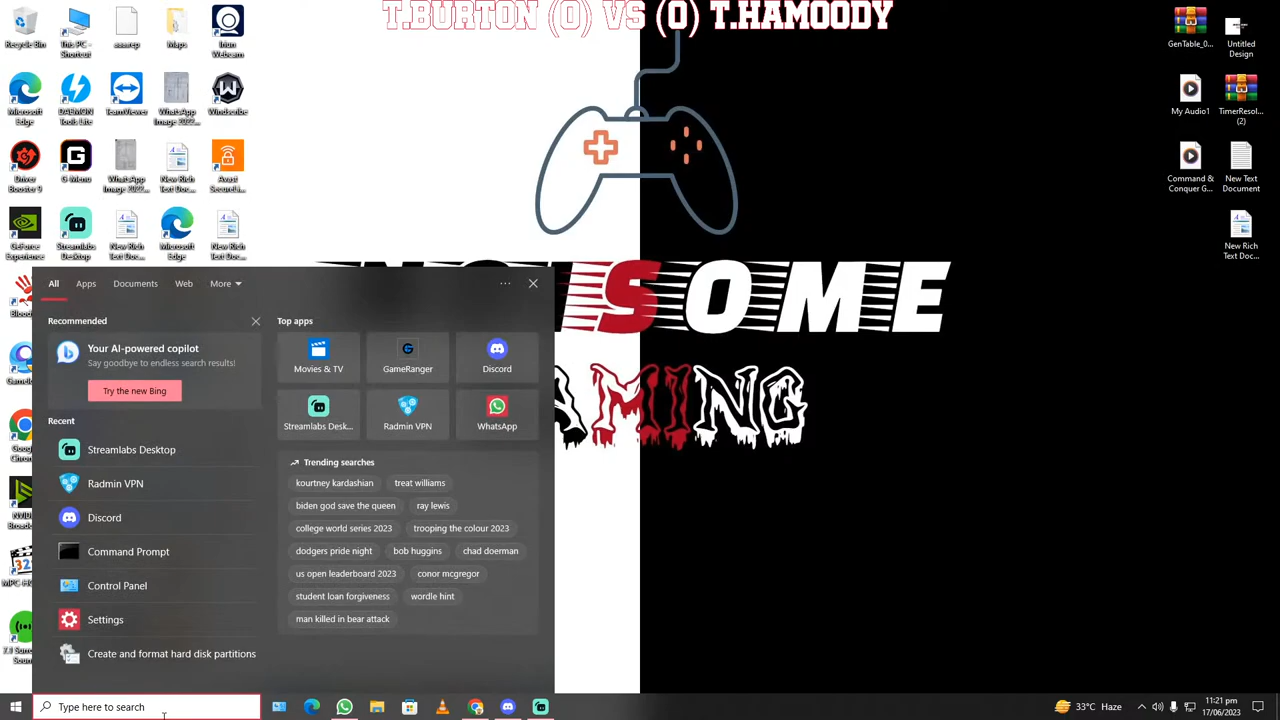 T.BURTON (0) VS (0) T.HAMOODY
Recycle Bin
This PC - Shortcut
aaaarep
Maps
Iriun Webcam
Microsoft Edge
DAEMON Tools Lite
TeamViewer
WhatsApp Image 2022...
Windscribe
Driver Booster 9
G-Menu
WhatsApp Image 2022...
New Rich Text Doc...
Avast SecureLi...
GeForce Experience
Streamlabs Desktop
New Rich Text Doc...
Microsoft Edge
New Rich Text Doc...
GenTable_0...
Untitled Design
My Audio1
TimerResol... (2)
Command & Conquer G...
New Text Document
New Rich Text Doc...
SOME
AMING
All
Apps
Documents
Web
More
Recommended
Your AI-powered copilot
Say goodbye to endless search results!
Try the new Bing
Recent
Streamlabs Desktop
Radmin VPN
Discord
Command Prompt
Control Panel
Settings
Create and format hard disk partitions
Top apps
Movies & TV
GameRanger
Discord
Streamlabs Desk...
Radmin VPN
WhatsApp
Trending searches
kourtney kardashian
treat williams
biden god save the queen
ray lewis
college world series 2023
trooping the colour 2023
dodgers pride night
bob huggins
chad doerman
us open leaderboard 2023
conor mcgregor
student loan forgiveness
wordle hint
man killed in bear attack
Type here to search
33°C Haze
11:21 pm
17/06/2023